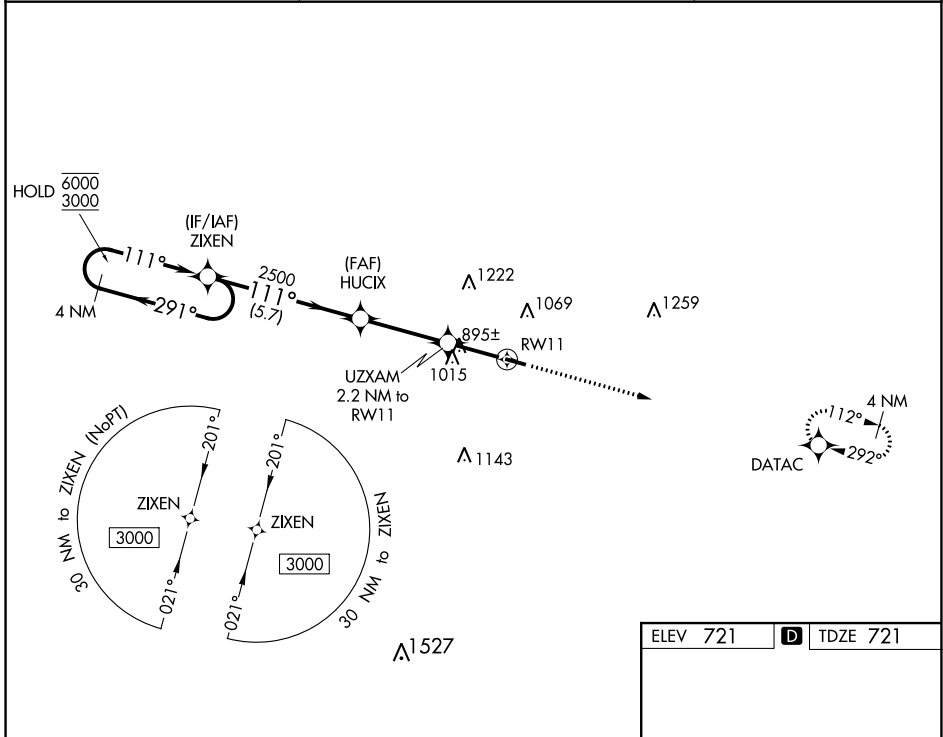 HOLD 6000
3000
(IF/IAF)
ZIXEN
111°
291°
4 NM
2500
111°
(5.7)
(FAF)
HUCIX
1222
1069
1259
895±
RW11
UZXAM
2.2 NM to
RW11
1015
1143
4 NM
112°
292°
DATAC
30 NM to ZIXEN (NoPT)
201°
ZIXEN
3000
021°
201°
ZIXEN
3000
021°
30 NM to ZIXEN
1527
ELEV 721 D TDZE 721